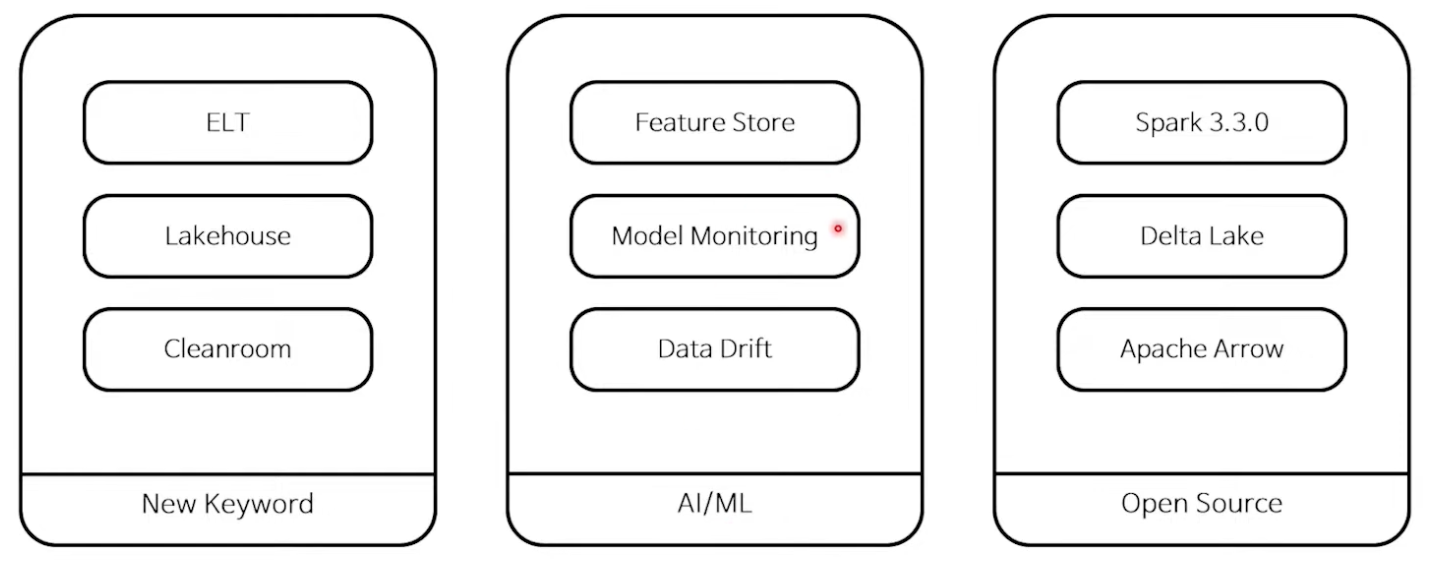 ELT
Lakehouse
Cleanroom
New Keyword
Feature Store
Model Monitoring
Data Drift
AI/ML
Spark 3.3.0
Delta Lake
Apache Arrow
Open Source